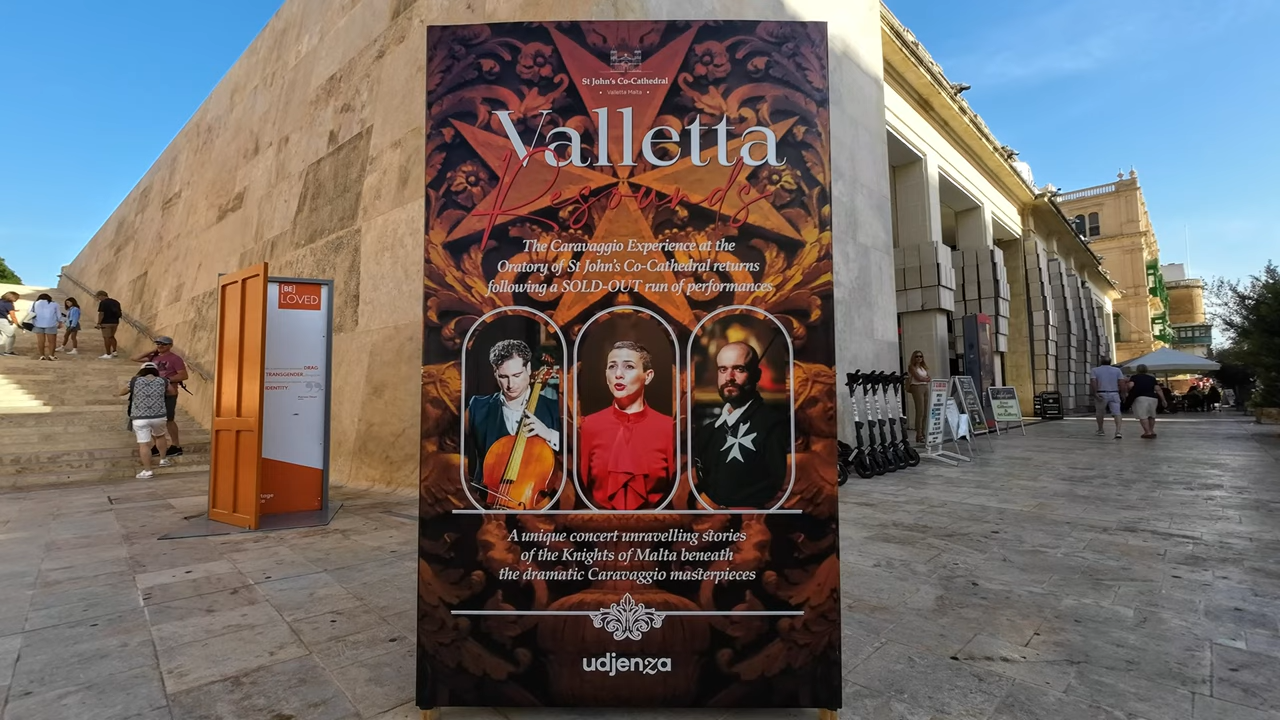 St John's Co-Cathedral
• Valletta Malta •
Valletta
Resounds
The Caravaggio Experience at the
Oratory of St John's Co-Cathedral returns
following a SOLD-OUT run of performances
A unique concert unravelling stories
of the Knights of Malta beneath
the dramatic Caravaggio masterpieces
udjenza
[BE]
LOVED
DRAG
TRANSGENDER
IDENTITY